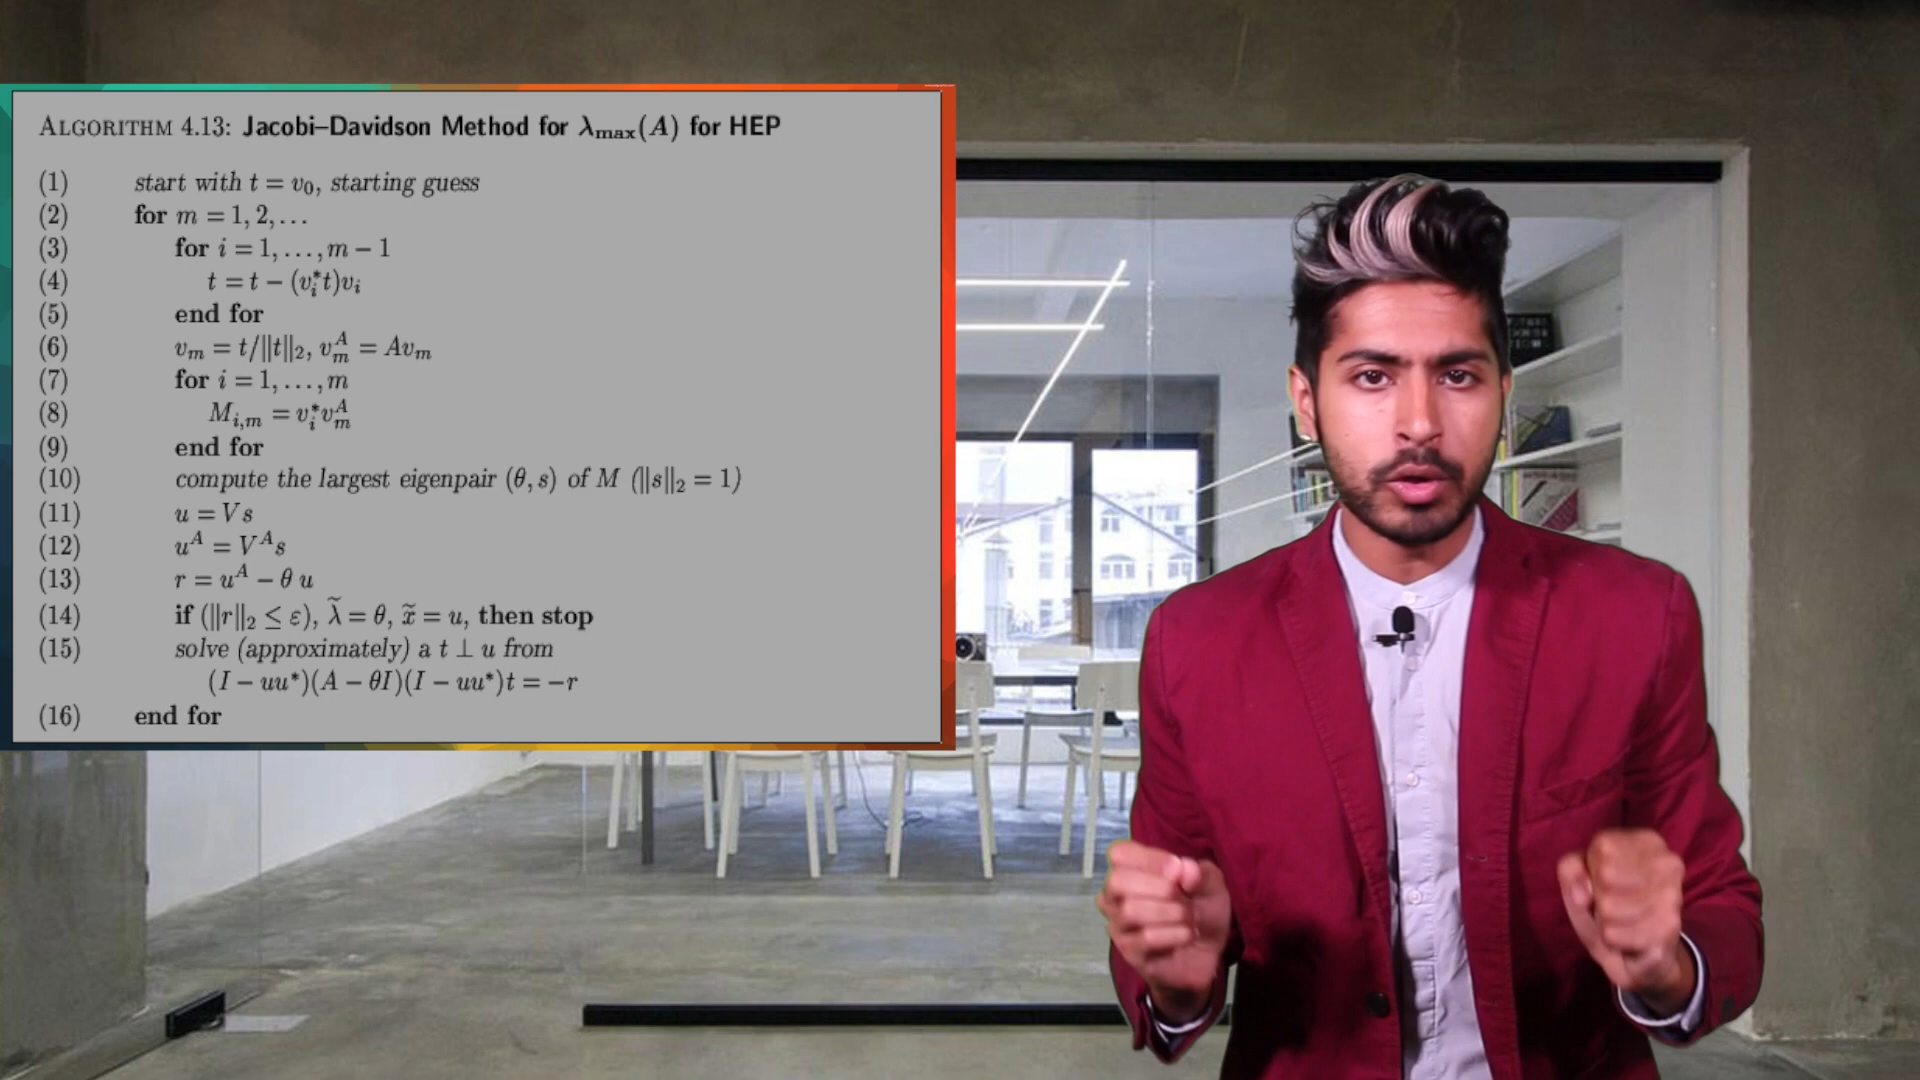 ALGORITHM 4.13: Jacobi–Davidson Method for λmax(A) for HEP
(1) start with t = v₀, starting guess
(2) for m = 1, 2, . . .
(3) for i = 1, . . . , m − 1
(4) t = t − (vᵢ*t)vᵢ
(5) end for
(6) vₘ = t/‖t‖₂, vₘᴬ = Avₘ
(7) for i = 1, . . . , m
(8) Mᵢ,ₘ = vᵢ*vₘᴬ
(9) end for
(10) compute the largest eigenpair (θ, s) of M (‖s‖₂ = 1)
(11) u = Vs
(12) uᴬ = Vᴬs
(13) r = uᴬ − θ u
(14) if (‖r‖₂ ≤ ε), λ̃ = θ, x̃ = u, then stop
(15) solve (approximately) a t ⊥ u from
(I − uu*)(A − θI)(I − uu*)t = −r
(16) end for